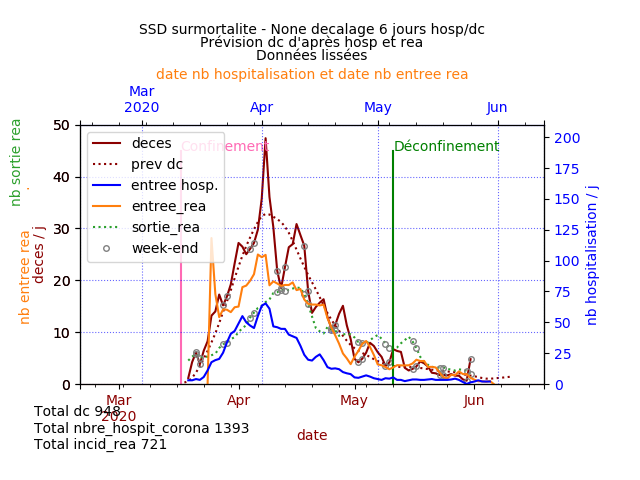 SSD surmortalite - None decalage 6 jours hosp/dc
Prévision dc d'après hosp et rea
Données lissées
date nb hospitalisation et date nb entree rea
Mar
2020
Apr
May
Jun
nb sortie rea
nb entree rea .
deces / j
50
40
30
20
10
0
Confinement
Déconfinement
deces
prev dc
entree hosp.
entree_rea
sortie_rea
week-end
200
175
150
125
100
75
50
25
0
nb hospitalisation / j
Mar
2020
Apr
May
Jun
date
Total dc 948
Total nbre_hospit_corona 1393
Total incid_rea 721